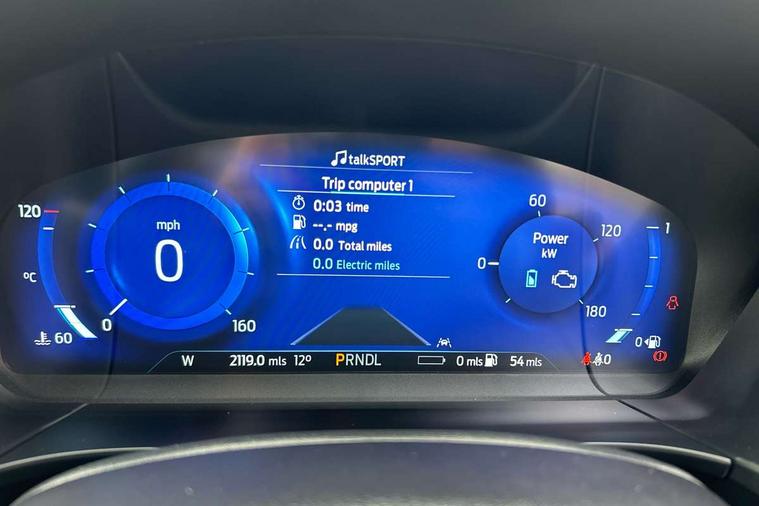 talkSPORT
Trip computer 1
0:03 time
--.- mpg
0.0 Total miles
0.0 Electric miles
120
°C
60
mph
0
0
160
60
Power
kW
0
120
180
1
0
W
2119.0 mls
12°
PRNDL
0 mls
54 mls